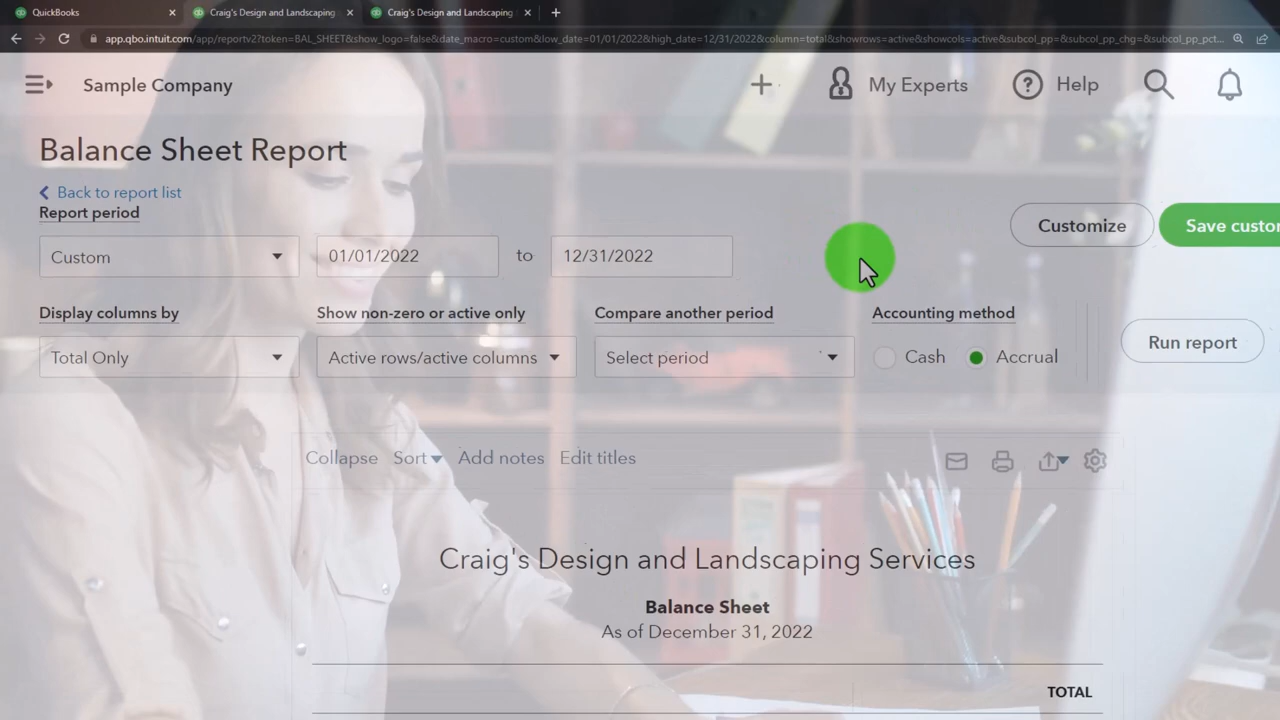 QuickBooks
Craig's Design and Landscaping
Craig's Design and Landscaping
app.qbo.intuit.com/app/reportv2?token=BAL_SHEET&show_logo=false&date_macro=custom&low_date=01/01/2022&high_date=12/31/2022&column=total&showrows=active&showcols=active&subcol_pp=&subcol_pp_chg=&subcol_pp_pct...
Sample Company
My Experts
Help
Balance Sheet Report
Back to report list
Report period
Custom
01/01/2022
to
12/31/2022
Customize
Save custo
Display columns by
Show non-zero or active only
Compare another period
Accounting method
Total Only
Active rows/active columns
Select period
Cash
Accrual
Run report
Collapse
Sort
Add notes
Edit titles
Craig's Design and Landscaping Services
Balance Sheet
As of December 31, 2022
TOTAL